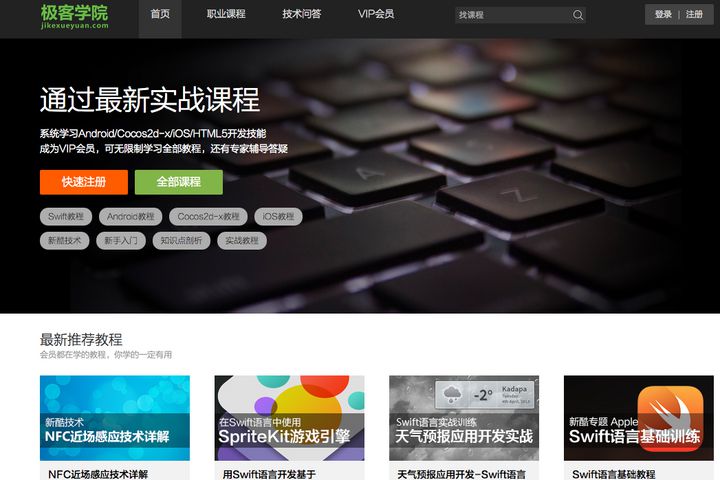 极客学院
jikexueyuan.com
首页 职业课程 技术问答 VIP会员 找课程 登录 | 注册
通过最新实战课程
系统学习Android/Cocos2d-x/iOS/HTML5开发技能
成为VIP会员，可无限制学习全部教程，还有专家辅导答疑
快速注册 全部课程
Swift教程 Android教程 Cocos2d-x教程 iOS教程
新酷技术 新手入门 知识点剖析 实战教程
A
Z
最新推荐教程
会员都在学的教程，你学的一定有用
新酷技术
NFC近场感应技术详解
NFC近场感应技术详解
在Swift语言中使用
SpriteKit游戏引擎
用Swift语言开发基于
-2° Kadapa
Tuesday
4th April, 2013
Swift语言实战训练
天气预报应用开发实战
天气预报应用开发-Swift语言
新酷专题 Apple
Swift语言基础训练
Swift语言基础教程